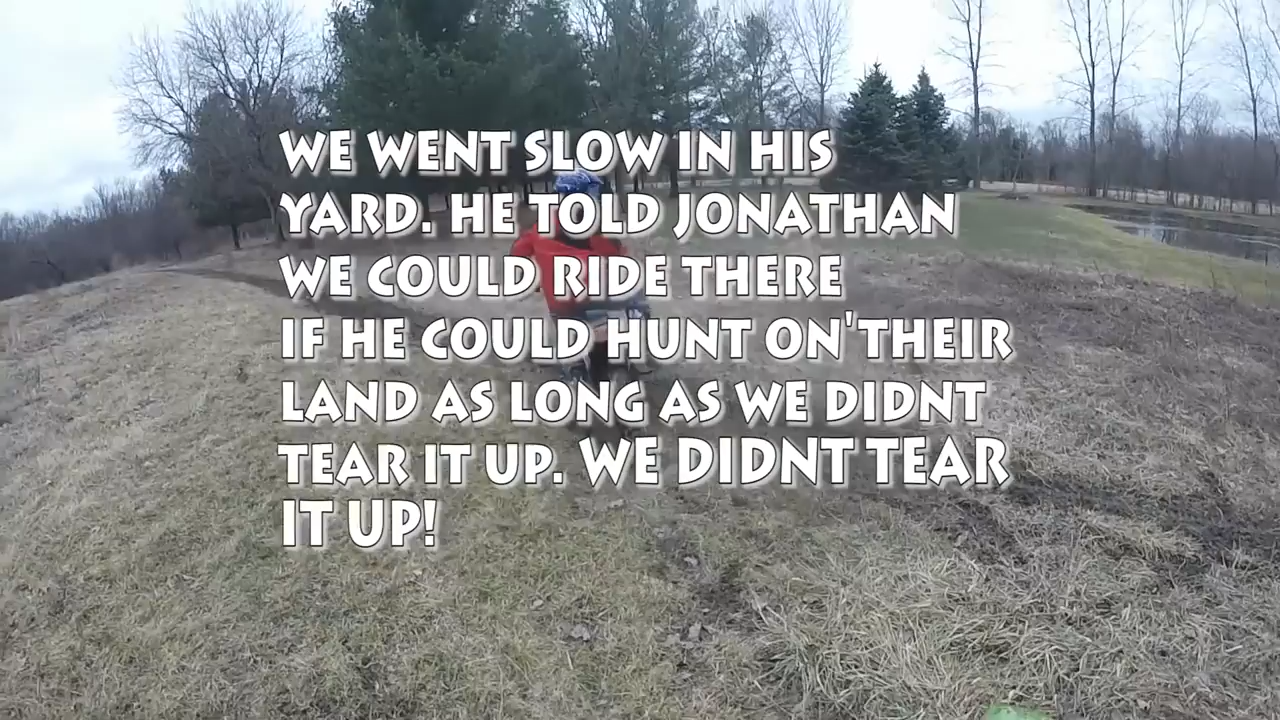 WE WENT SLOW IN HIS
YARD. HE TOLD JONATHAN
WE COULD RIDE THERE
IF HE COULD HUNT ON'THEIR
LAND AS LONG AS WE DIDNT
TEAR IT UP. WE DIDNT TEAR
IT UP!